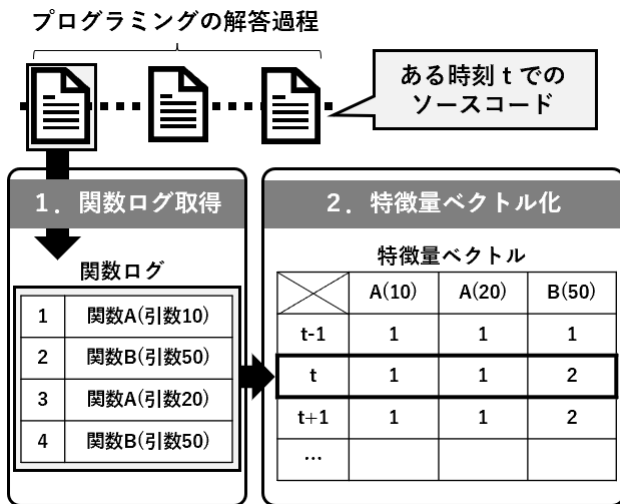 プログラミングの解答過程
ある時刻 t での
ソースコード
1．関数ログ取得
関数ログ
1 関数A(引数10)
2 関数B(引数50)
3 関数A(引数20)
4 関数B(引数50)
2．特徴量ベクトル化
特徴量ベクトル
A(10) A(20) B(50)
t-1 1 1 1
t 1 1 2
t+1 1 1 2
…